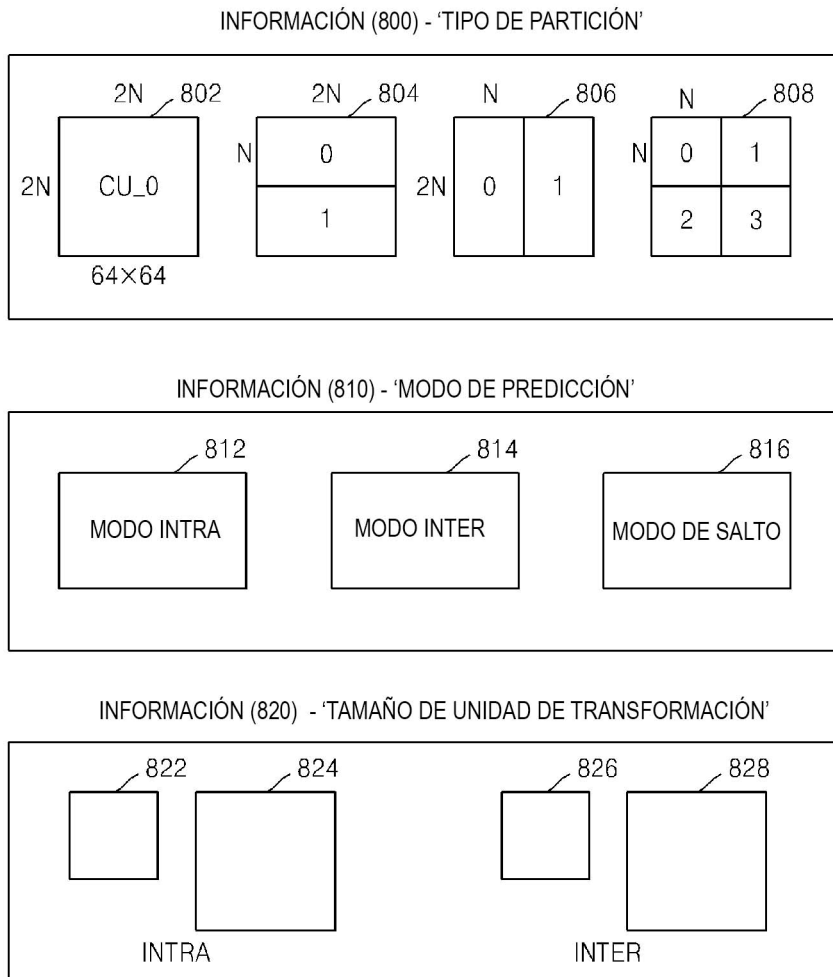 INFORMACIÓN (800) - ‘TIPO DE PARTICIÓN’
2N 802 2N 804 N 806 N 808
2N CU_0 N 0 2N 0 1 N 0 1
1 2 3
64×64
INFORMACIÓN (810) - ‘MODO DE PREDICCIÓN’
812 814 816
MODO INTRA MODO INTER MODO DE SALTO
INFORMACIÓN (820) - ‘TAMAÑO DE UNIDAD DE TRANSFORMACIÓN’
822 824 826 828
INTRA INTER